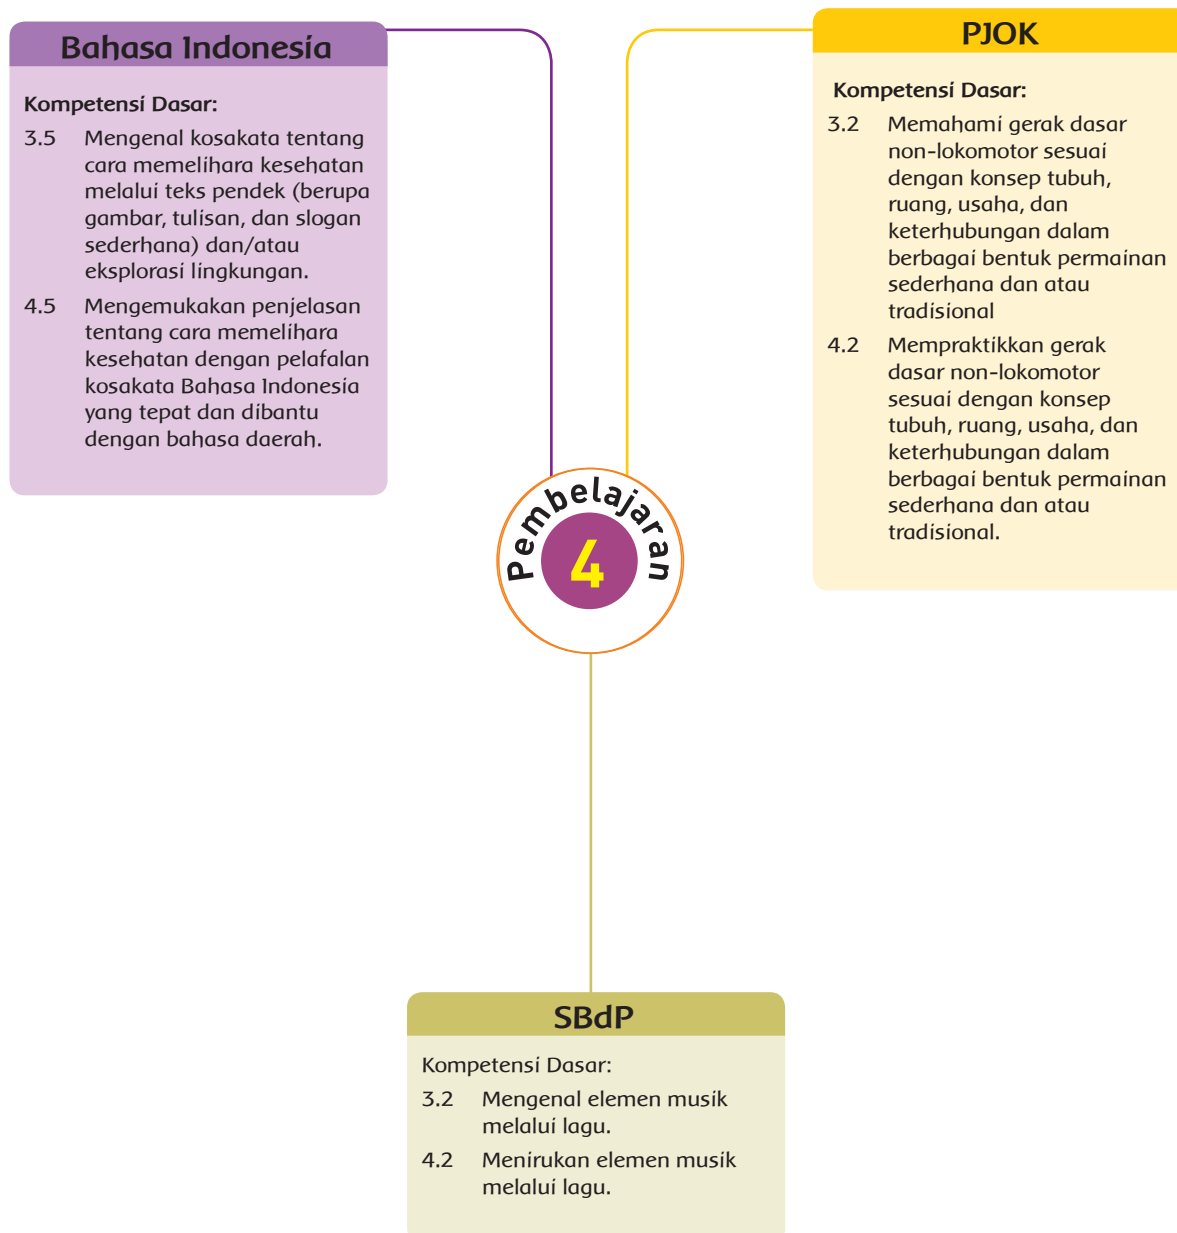 Bahasa Indonesia
Kompetensi Dasar:
3.5 Mengenal kosakata tentang
cara memelihara kesehatan
melalui teks pendek (berupa
gambar, tulisan, dan slogan
sederhana) dan/atau
eksplorasi lingkungan.
4.5 Mengemukakan penjelasan
tentang cara memelihara
kesehatan dengan pelafalan
kosakata Bahasa Indonesia
yang tepat dan dibantu
dengan bahasa daerah.
PJOK
Kompetensi Dasar:
3.2 Memahami gerak dasar
non-lokomotor sesuai
dengan konsep tubuh,
ruang, usaha, dan
keterhubungan dalam
berbagai bentuk permainan
sederhana dan atau
tradisional
4.2 Mempraktikkan gerak
dasar non-lokomotor
sesuai dengan konsep
tubuh, ruang, usaha, dan
keterhubungan dalam
berbagai bentuk permainan
sederhana dan atau
tradisional.
Pembelajaran
4
SBdP
Kompetensi Dasar:
3.2 Mengenal elemen musik
melalui lagu.
4.2 Menirukan elemen musik
melalui lagu.